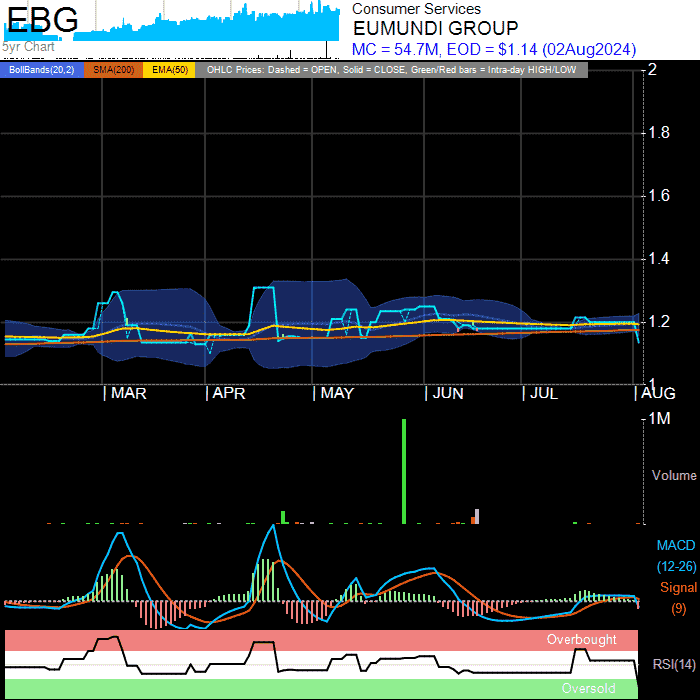 EBG
5yr Chart
Consumer Services
EUMUNDI GROUP
MC = 54.7M, EOD = $1.14 (02Aug2024)
BollBands(20,2) SMA(200) EMA(50) OHLC Prices: Dashed = OPEN, Solid = CLOSE, Green/Red bars = Intra-day HIGH/LOW
2
1.8
1.6
1.4
1.2
1
MAR APR MAY JUN JUL AUG
1M
Volume
MACD
(12-26)
Signal
(9)
Overbought
RSI(14)
Oversold